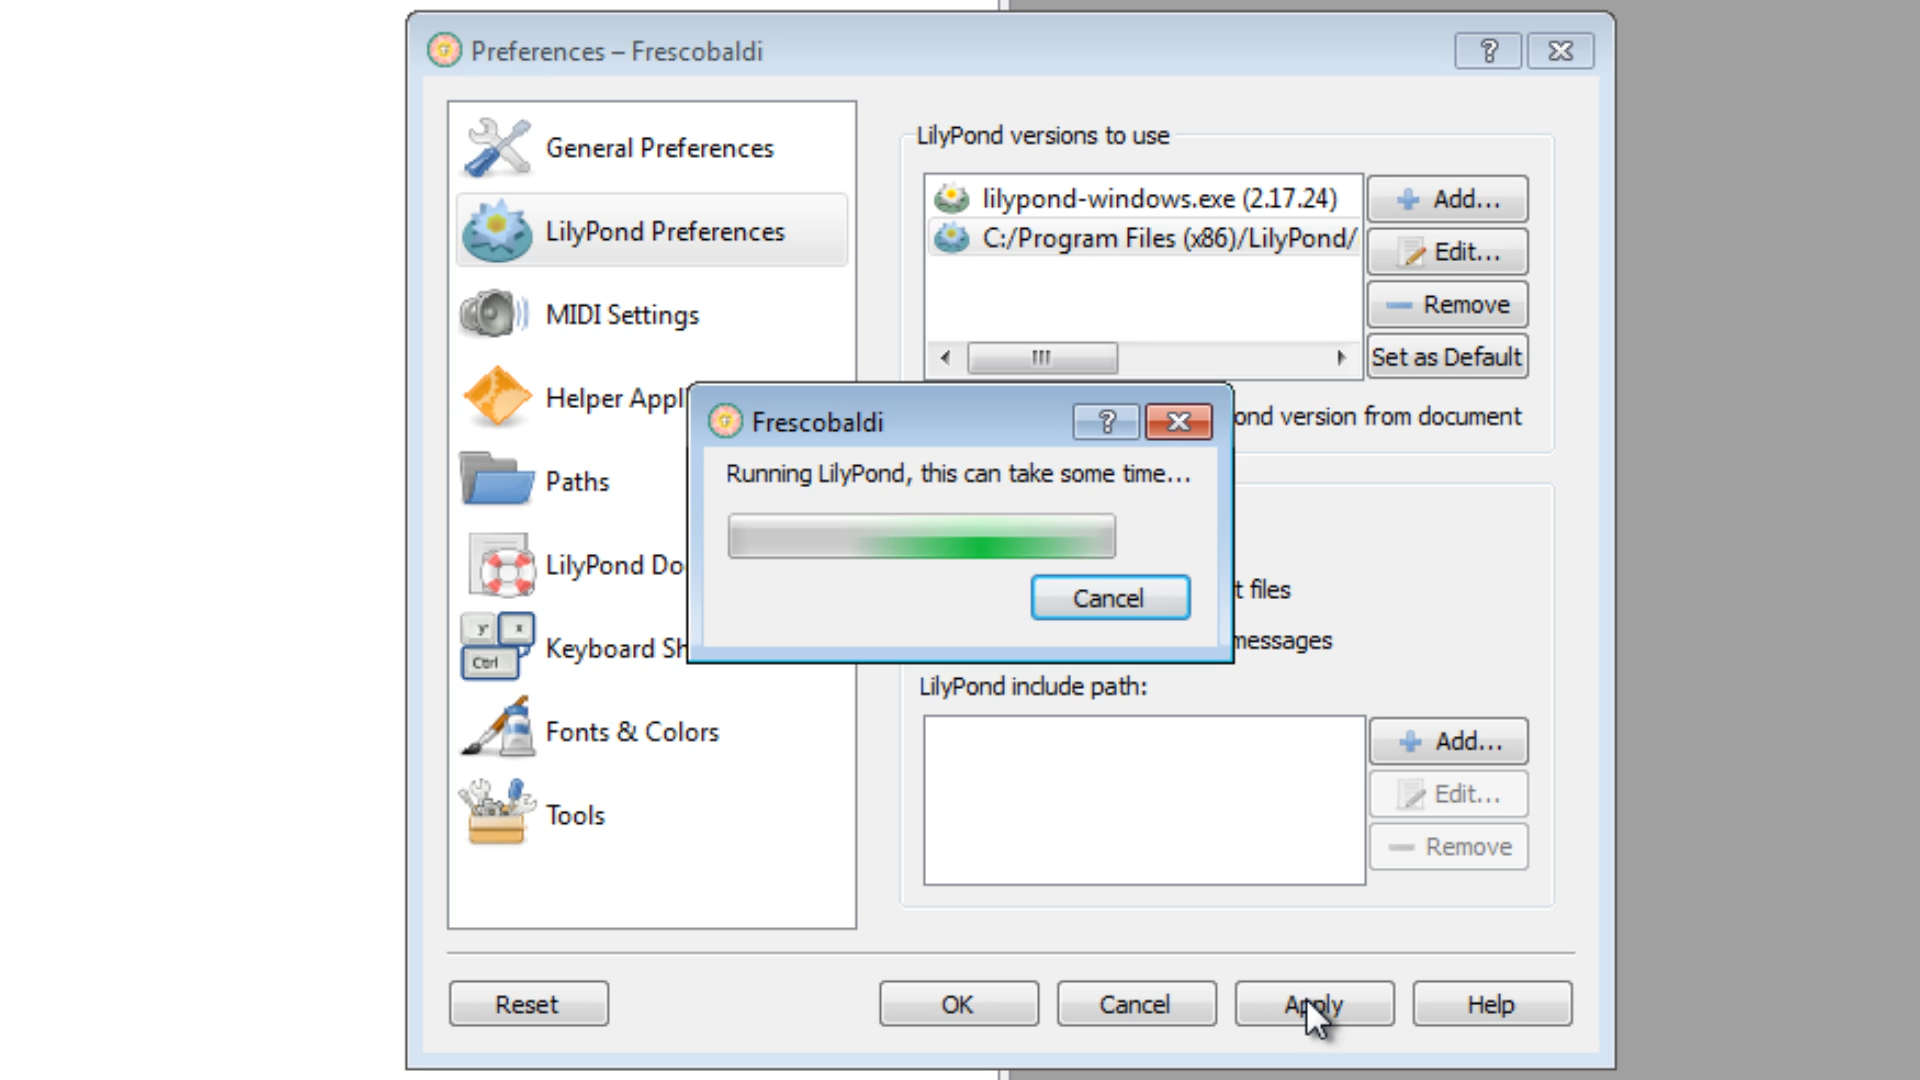 Preferences – Frescobaldi
General Preferences
LilyPond Preferences
MIDI Settings
Helper Appl
Paths
LilyPond Do
Keyboard Sh
y x
Ctrl
Fonts & Colors
Tools
LilyPond versions to use
lilypond-windows.exe (2.17.24)
C:/Program Files (x86)/LilyPond/
Add...
Edit...
Remove
Set as Default
ond version from document
Frescobaldi
Running LilyPond, this can take some time...
Cancel
t files
messages
LilyPond include path:
Add...
Edit...
Remove
Reset
OK
Cancel
Apply
Help